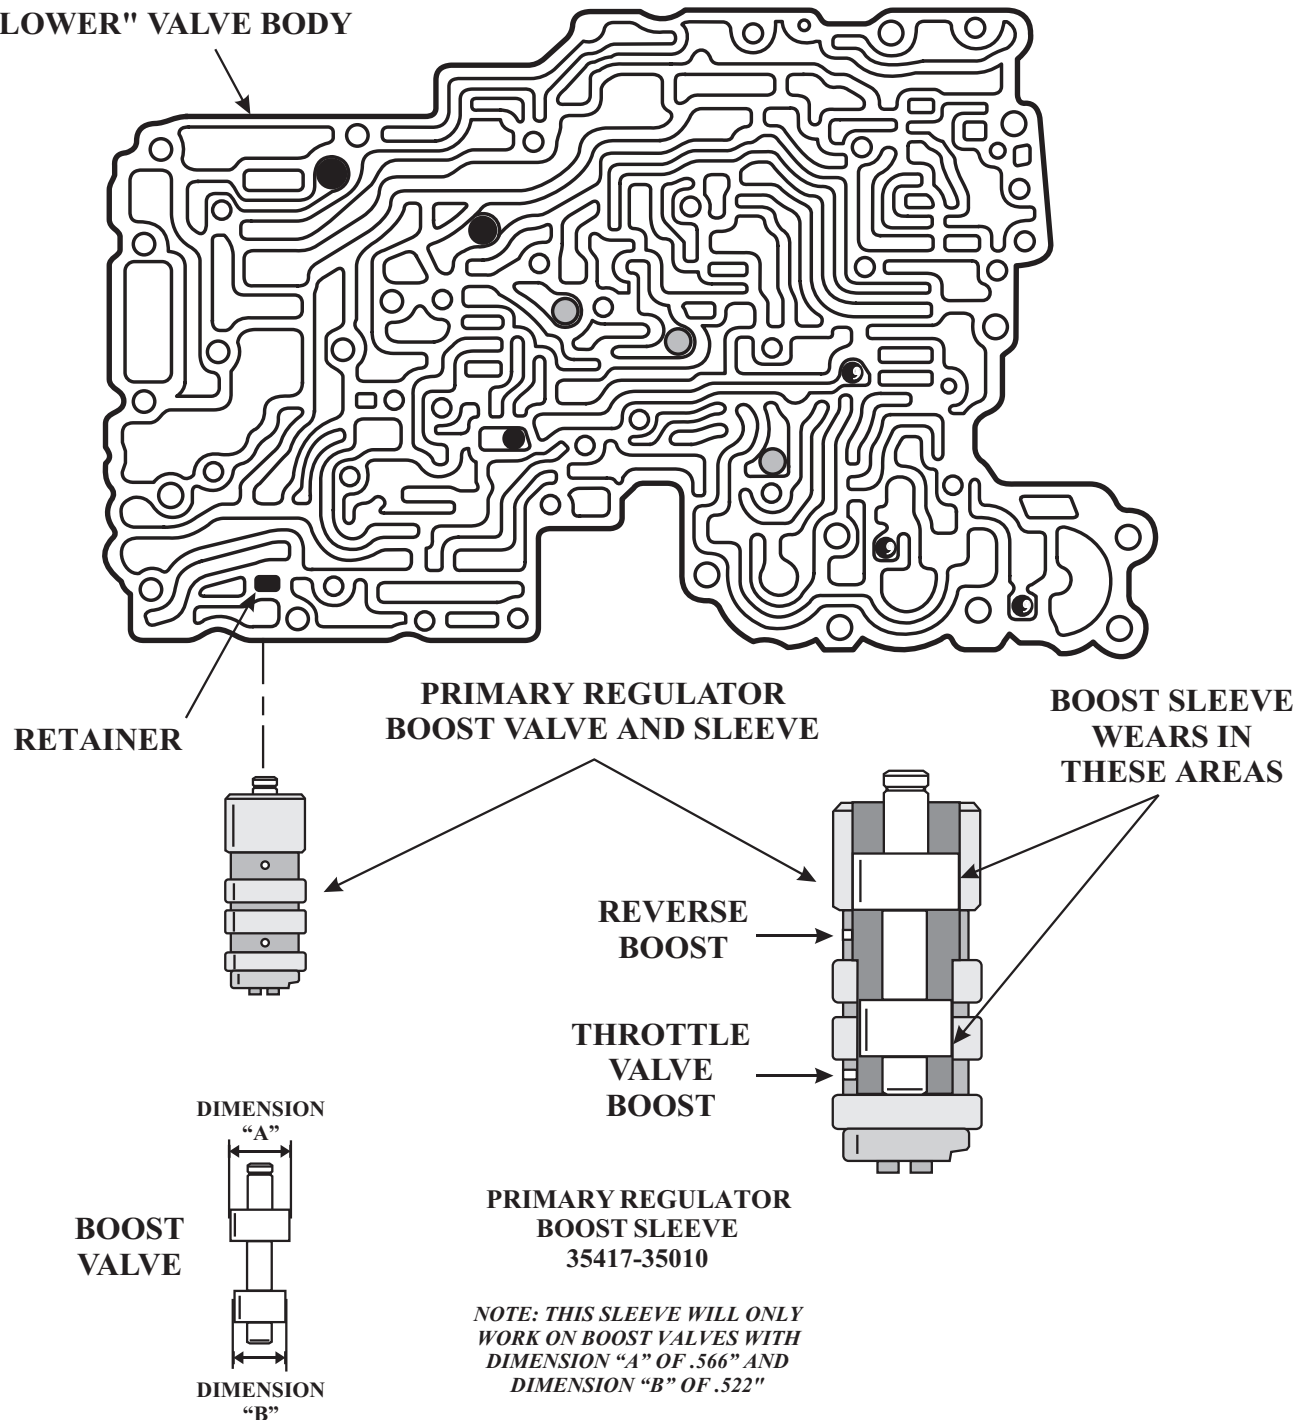 LOWER" VALVE BODY
RETAINER
PRIMARY REGULATOR
BOOST VALVE AND SLEEVE
BOOST SLEEVE
WEARS IN
THESE AREAS
REVERSE
BOOST
THROTTLE
VALVE
BOOST
DIMENSION
“A”
BOOST
VALVE
DIMENSION
“B”
PRIMARY REGULATOR
BOOST SLEEVE
35417-35010
NOTE: THIS SLEEVE WILL ONLY
WORK ON BOOST VALVES WITH
DIMENSION “A” OF .566” AND
DIMENSION “B” OF .522"